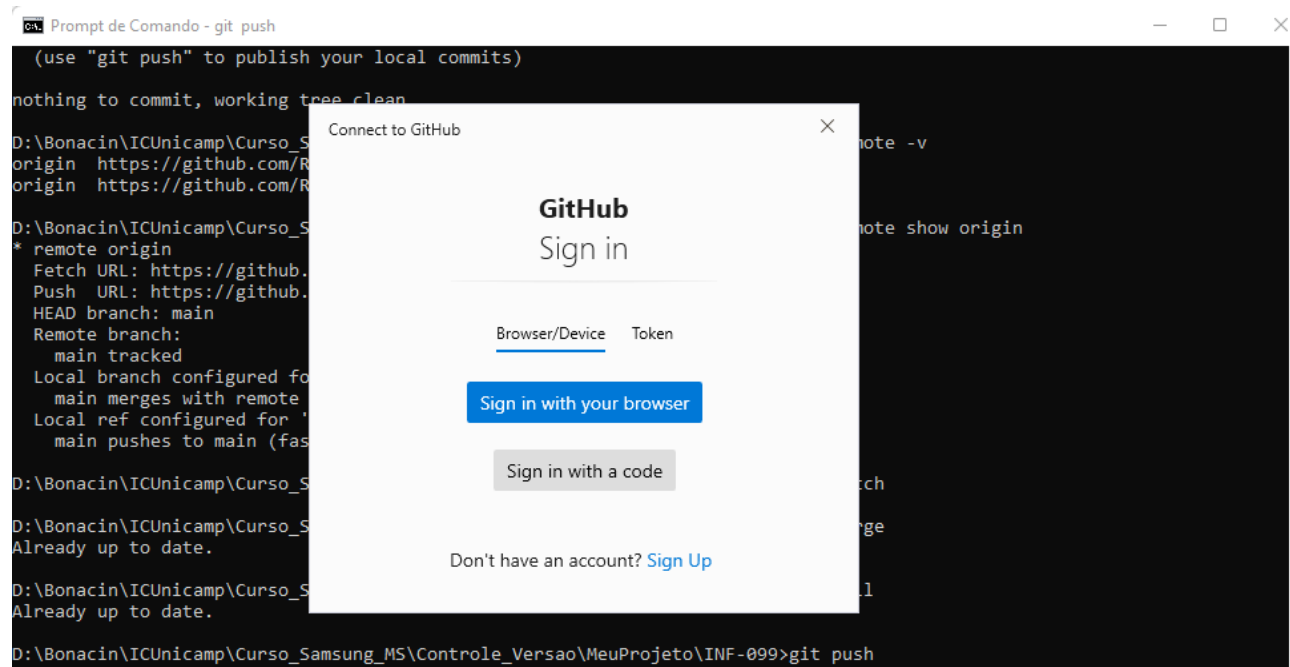 Prompt de Comando - git push
(use "git push" to publish your local commits)
nothing to commit, working tree clean
D:\Bonacin\ICUnicamp\Curso_S
mote -v
origin https://github.com/R
origin https://github.com/R
D:\Bonacin\ICUnicamp\Curso_S
mote show origin
* remote origin
Fetch URL: https://github.
Push URL: https://github.
HEAD branch: main
Remote branch:
main tracked
Local branch configured fo
main merges with remote
Local ref configured for '
main pushes to main (fas
D:\Bonacin\ICUnicamp\Curso_S
tch
D:\Bonacin\ICUnicamp\Curso_S
rge
Already up to date.
D:\Bonacin\ICUnicamp\Curso_S
ll
Already up to date.
D:\Bonacin\ICUnicamp\Curso_Samsung_MS\Controle_Versao\MeuProjeto\INF-099>git push
Connect to GitHub
GitHub
Sign in
Browser/Device Token
Sign in with your browser
Sign in with a code
Don't have an account? Sign Up